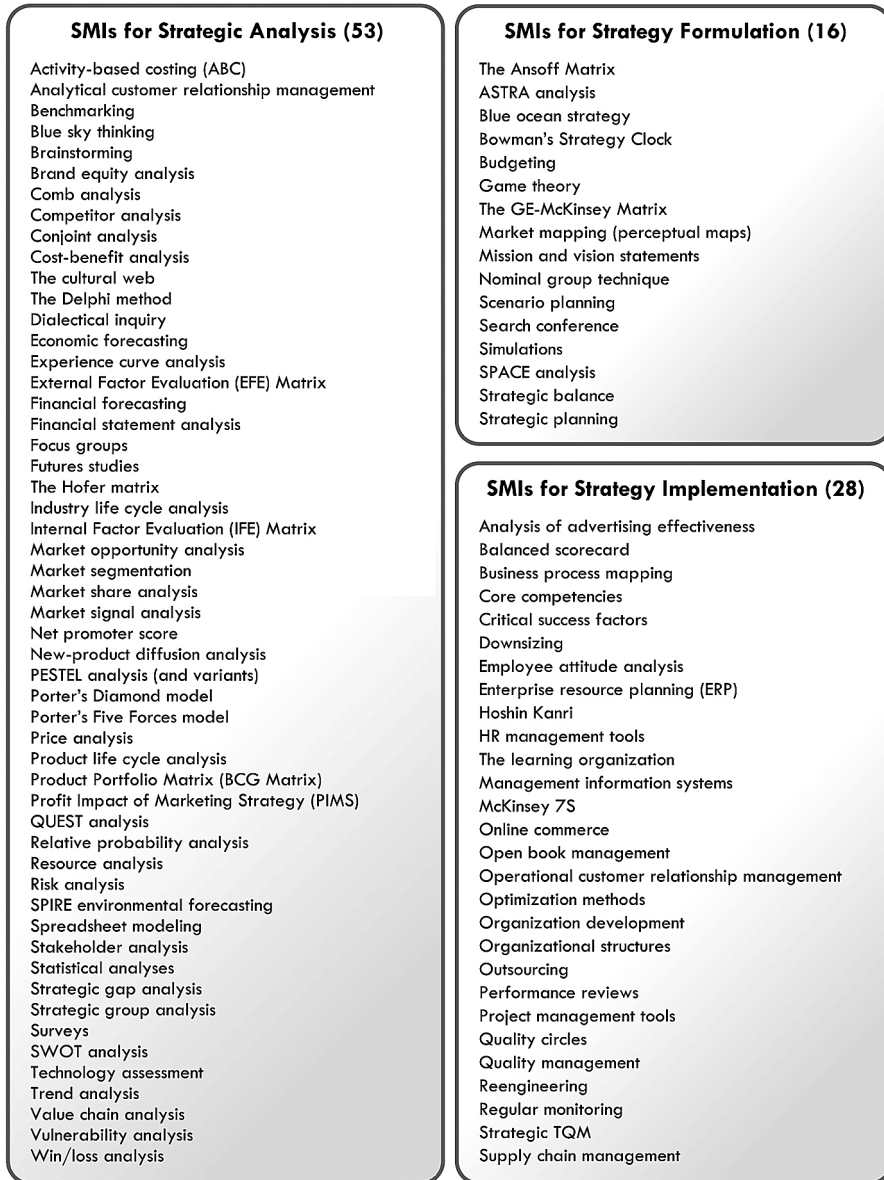 SMIs for Strategic Analysis (53)
Activity-based costing (ABC)
Analytical customer relationship management
Benchmarking
Blue sky thinking
Brainstorming
Brand equity analysis
Comb analysis
Competitor analysis
Conjoint analysis
Cost-benefit analysis
The cultural web
The Delphi method
Dialectical inquiry
Economic forecasting
Experience curve analysis
External Factor Evaluation (EFE) Matrix
Financial forecasting
Financial statement analysis
Focus groups
Futures studies
The Hofer matrix
Industry life cycle analysis
Internal Factor Evaluation (IFE) Matrix
Market opportunity analysis
Market segmentation
Market share analysis
Market signal analysis
Net promoter score
New-product diffusion analysis
PESTEL analysis (and variants)
Porter's Diamond model
Porter's Five Forces model
Price analysis
Product life cycle analysis
Product Portfolio Matrix (BCG Matrix)
Profit Impact of Marketing Strategy (PIMS)
QUEST analysis
Relative probability analysis
Resource analysis
Risk analysis
SPIRE environmental forecasting
Spreadsheet modeling
Stakeholder analysis
Statistical analyses
Strategic gap analysis
Strategic group analysis
Surveys
SWOT analysis
Technology assessment
Trend analysis
Value chain analysis
Vulnerability analysis
Win/loss analysis
SMIs for Strategy Formulation (16)
The Ansoff Matrix
ASTRA analysis
Blue ocean strategy
Bowman's Strategy Clock
Budgeting
Game theory
The GE-McKinsey Matrix
Market mapping (perceptual maps)
Mission and vision statements
Nominal group technique
Scenario planning
Search conference
Simulations
SPACE analysis
Strategic balance
Strategic planning
SMIs for Strategy Implementation (28)
Analysis of advertising effectiveness
Balanced scorecard
Business process mapping
Core competencies
Critical success factors
Downsizing
Employee attitude analysis
Enterprise resource planning (ERP)
Hoshin Kanri
HR management tools
The learning organization
Management information systems
McKinsey 7S
Online commerce
Open book management
Operational customer relationship management
Optimization methods
Organization development
Organizational structures
Outsourcing
Performance reviews
Project management tools
Quality circles
Quality management
Reengineering
Regular monitoring
Strategic TQM
Supply chain management